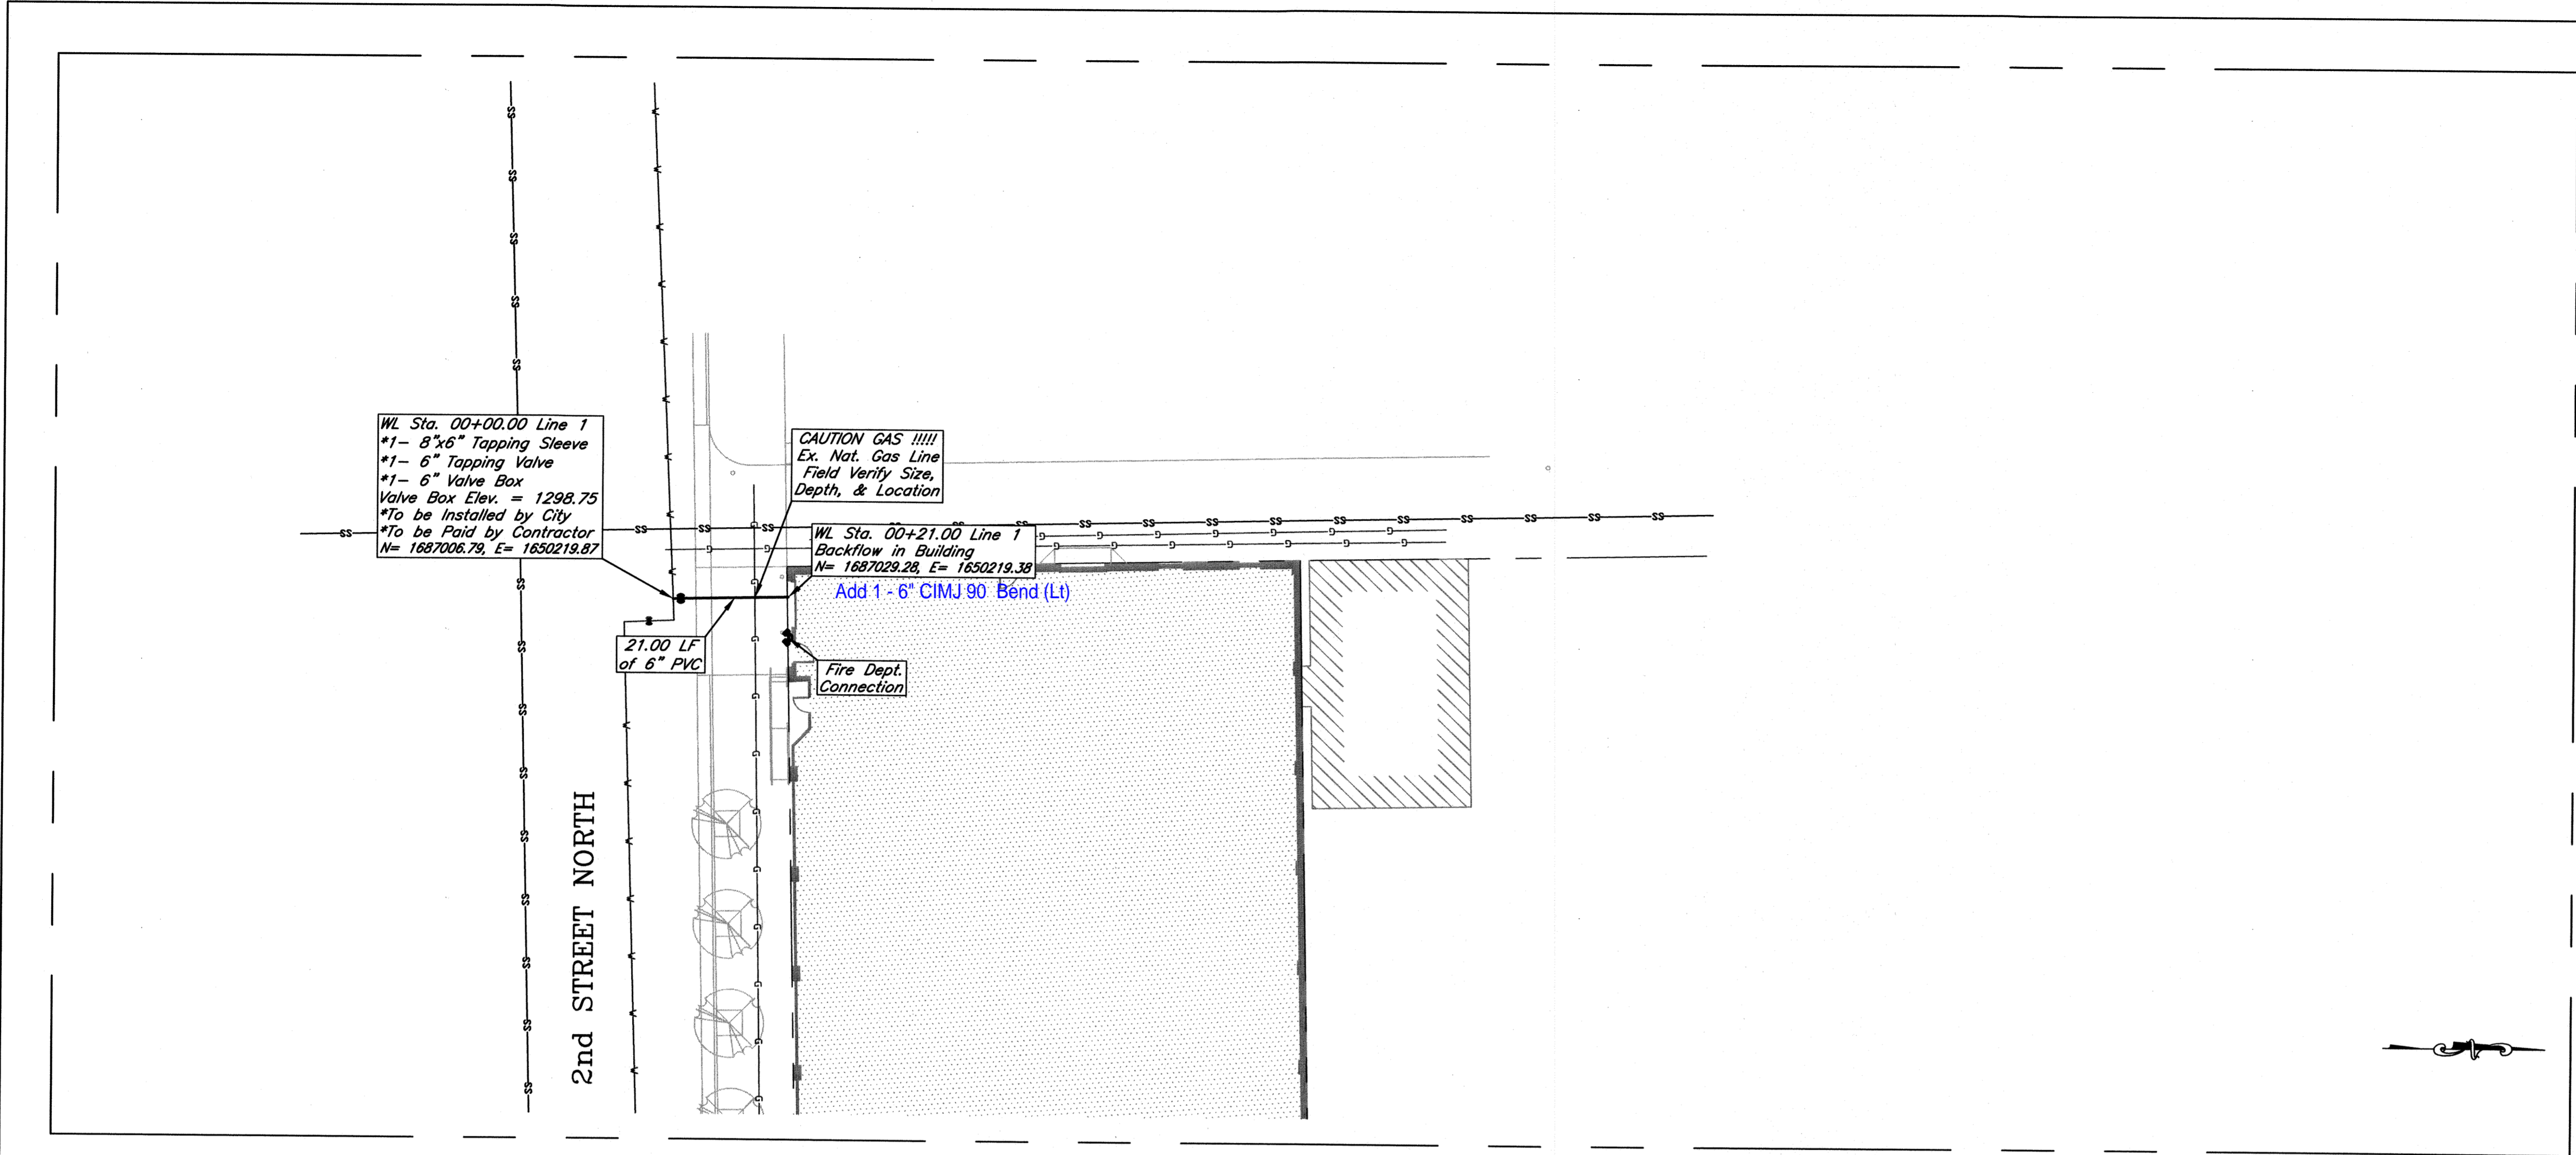 WL Sta. 00+00.00 Line 1
*1- 8"x6" Tapping Sleeve
*1- 6" Tapping Valve
*1- 6" Valve Box
Valve Box Elev. = 1298.75
*To be Installed by City
*To be Paid by Contractor
N= 1687006.79, E= 1650219.87
CAUTION GAS !!!!!
Ex. Nat. Gas Line
Field Verify Size,
Depth, & Location
WL Sta. 00+21.00 Line 1
Backflow in Building
N= 1687029.28, E= 1650219.38
Add 1 - 6" CIMJ 90 Bend (Lt)
21.00 LF
of 6" PVC
Fire Dept.
Connection
2nd STREET NORTH